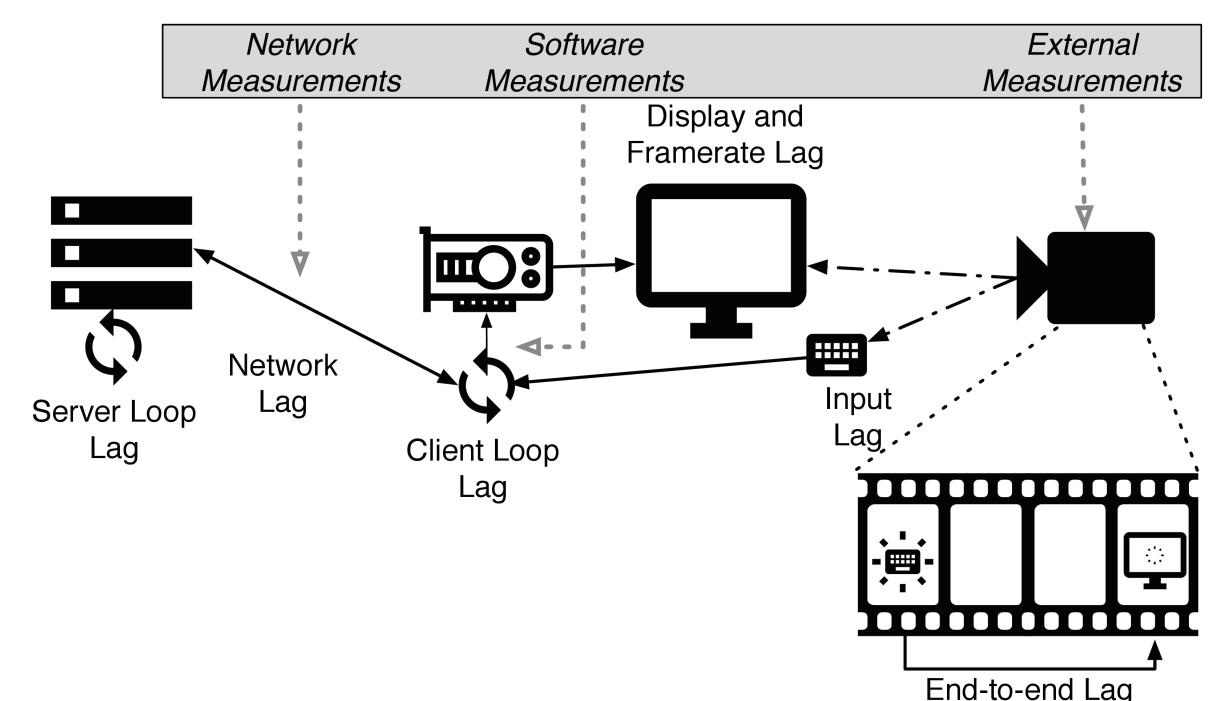 Network
Measurements
Software
Measurements
External
Measurements
Display and
Framerate Lag
Network
Lag
Server Loop
Lag
Client Loop
Lag
Input
Lag
End-to-end Lag